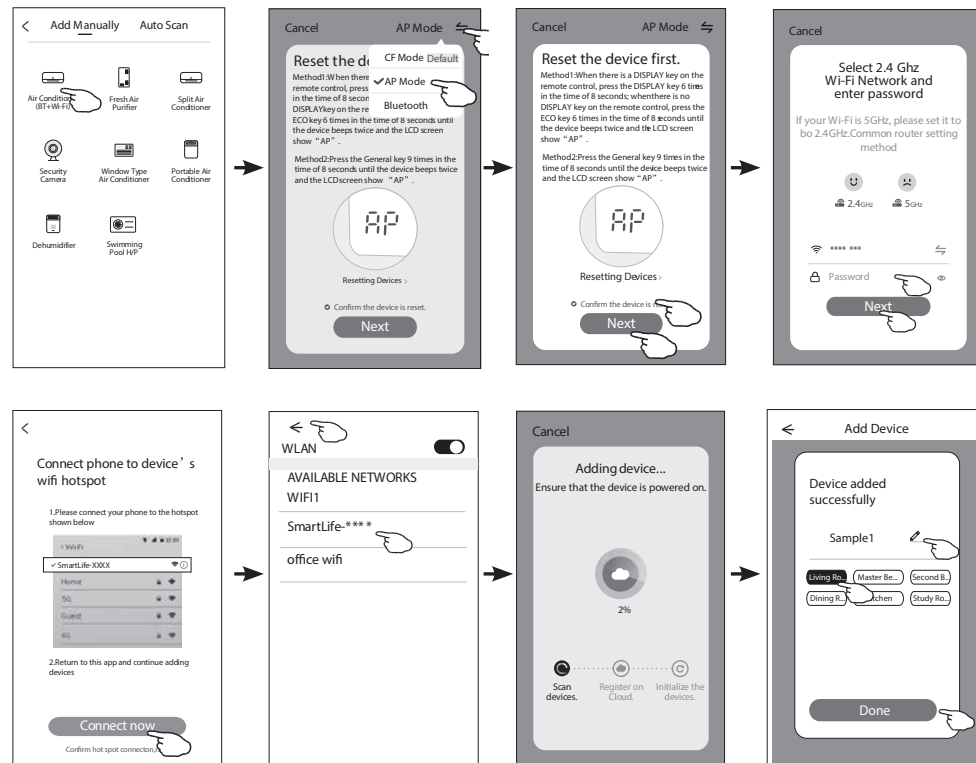 Add Manually Auto Scan
Air Condition
(BT+Wi-Fi)
Fresh Air
Purifier
Split Air
Conditioner
Security
Camera
Window Type
Air Conditioner
Portable Air
Conditioner
Dehumidifier
Swimming
Pool H/P
Cancel AP Mode
CF Mode Default
AP Mode
Bluetooth
Reset the de
Method1:When there
remote control, press
in the time of 8 secon
DISPLAYkey on the re
ECO key 6 times in the time of 8 seconds until
the device beeps twice and the LCD screen
show “AP”.
Method2:Press the General key 9 times in the
time of 8 seconds until the device beeps twice
and the LCD screen show “AP”.
AP
Resetting Devices >
Confirm the device is reset.
Next
Cancel AP Mode
Reset the device first.
Method1:When there is a DISPLAY key on the
remote control, press the DISPLAY key 6 times
in the time of 8 seconds; whenthere is no
DISPLAY key on the remote control, press the
ECO key 6 times in the time of 8 seconds until
the device beeps twice and the LCD screen
show “AP”.
Method2:Press the General key 9 times in the
time of 8 seconds until the device beeps twice
and the LCD screen show “AP”.
AP
Resetting Devices >
Confirm the device is r
Next
Cancel
Select 2.4 Ghz
Wi-Fi Network and
enter password
If your Wi-Fi is 5GHz, please set it to
bo 2.4GHz.Common router setting
method
2.4GHz 5GHz
**** ***
Password
Next
Connect phone to device’s
wifi hotspot
1.Please connect your phone to the hotspot
shown below
< Wi-Fi
SmartLife-XXXX
Home
5G
Guest
4G
2.Return to this app and continue adding
devices
Connect now
Confirm hot spot connecton,
WLAN
AVAILABLE NETWORKS
WIFI1
SmartLife-****
office wifi
Cancel
Adding device...
Ensure that the device is powered on.
2%
Scan
devices.
Register on
Cloud.
Initialize the
devices.
Add Device
Device added
successfully
Sample1
Living Ro... Master Be... Second B...
Dining R... tchen Study Ro...
Done